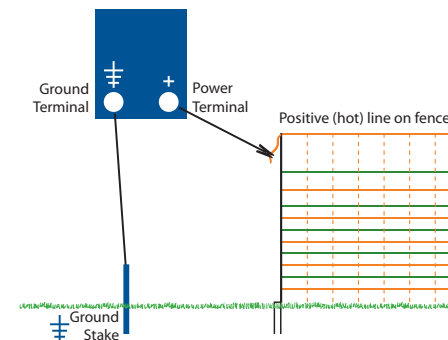 Ground
Terminal
+
Power
Terminal
Positive (hot) line on fence
Ground
Stake